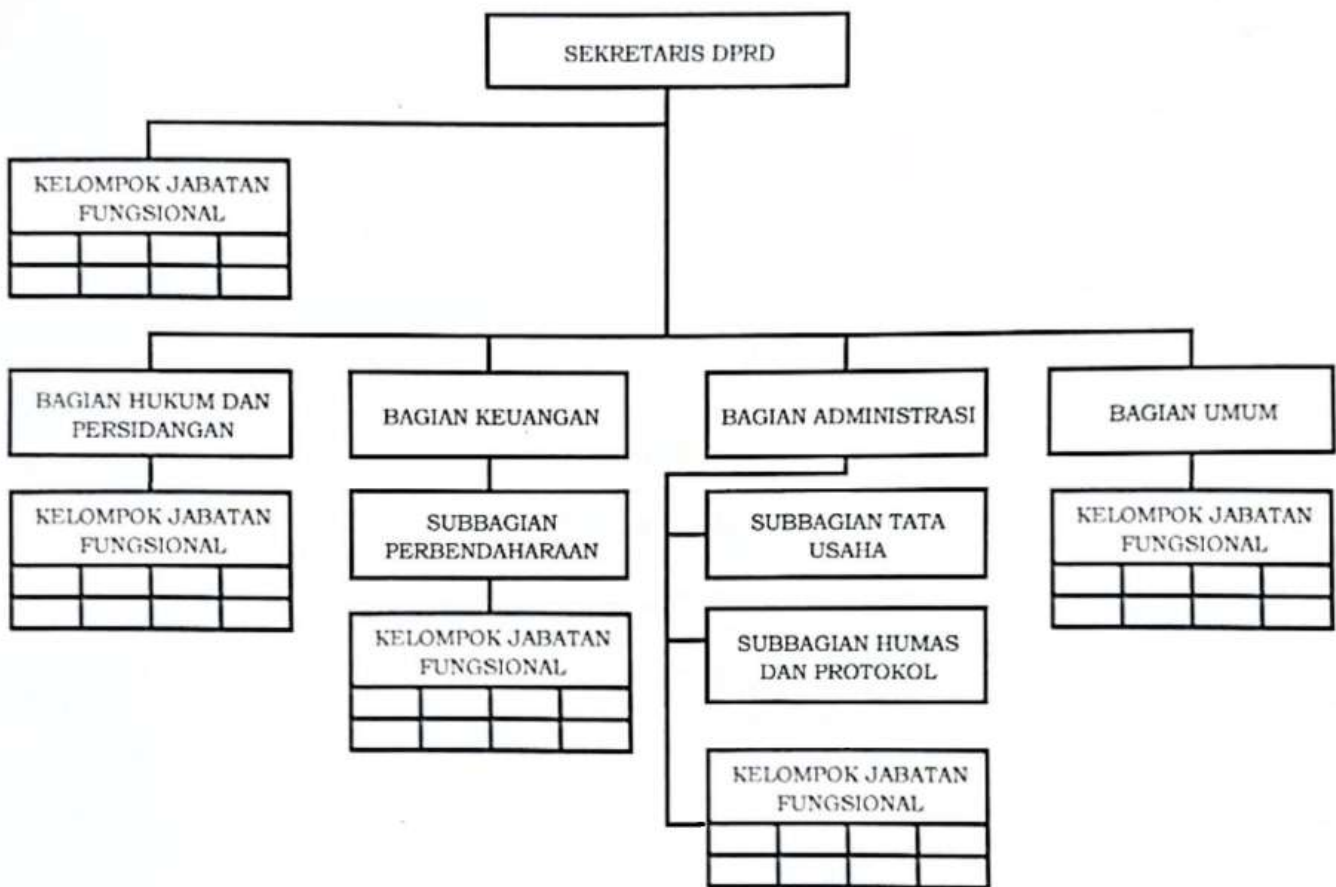 SEKRETARIS DPRD
KELOMPOK JABATAN
FUNGSIONAL
BAGIAN HUKUM DAN
PERSIDANGAN
BAGIAN KEUANGAN
BAGIAN ADMINISTRASI
BAGIAN UMUM
KELOMPOK JABATAN
FUNGSIONAL
SUBBAGIAN
PERBENDAHARAAN
SUBBAGIAN TATA
USAHA
KELOMPOK JABATAN
FUNGSIONAL
KELOMPOK JABATAN
FUNGSIONAL
SUBBAGIAN HUMAS
DAN PROTOKOL
KELOMPOK JABATAN
FUNGSIONAL